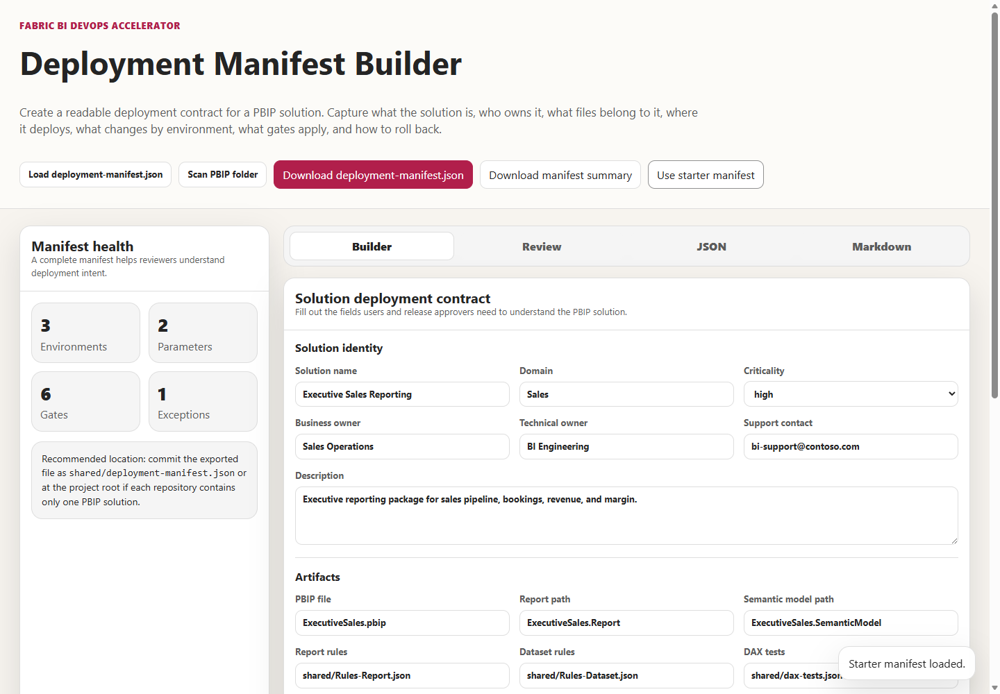 FABRIC BI DEVOPS ACCELERATOR
Deployment Manifest Builder
Create a readable deployment contract for a PBIP solution. Capture what the solution is, who owns it, what files belong to it, where
it deploys, what changes by environment, what gates apply, and how to roll back.
Load deployment-manifest.json
Scan PBIP folder
Download deployment-manifest.json
Download manifest summary
Use starter manifest
Manifest health
A complete manifest helps reviewers understand
deployment intent.
3
Environments
2
Parameters
6
Gates
1
Exceptions
Recommended location: commit the exported
file as shared/deployment-manifest.json or
at the project root if each repository contains
only one PBIP solution.
Builder
Review
JSON
Markdown
Solution deployment contract
Fill out the fields users and release approvers need to understand the PBIP solution.
Solution identity
Solution name
Domain
Criticality
Executive Sales Reporting
Sales
high
Business owner
Technical owner
Support contact
Sales Operations
BI Engineering
bi-support@contoso.com
Description
Executive reporting package for sales pipeline, bookings, revenue, and margin.
Artifacts
PBIP file
Report path
Semantic model path
ExecutiveSales.pbip
ExecutiveSales.Report
ExecutiveSales.SemanticModel
Report rules
Dataset rules
DAX tests
shared/Rules-Report.json
shared/Rules-Dataset.json
shared/dax-tests.json
Starter manifest loaded.